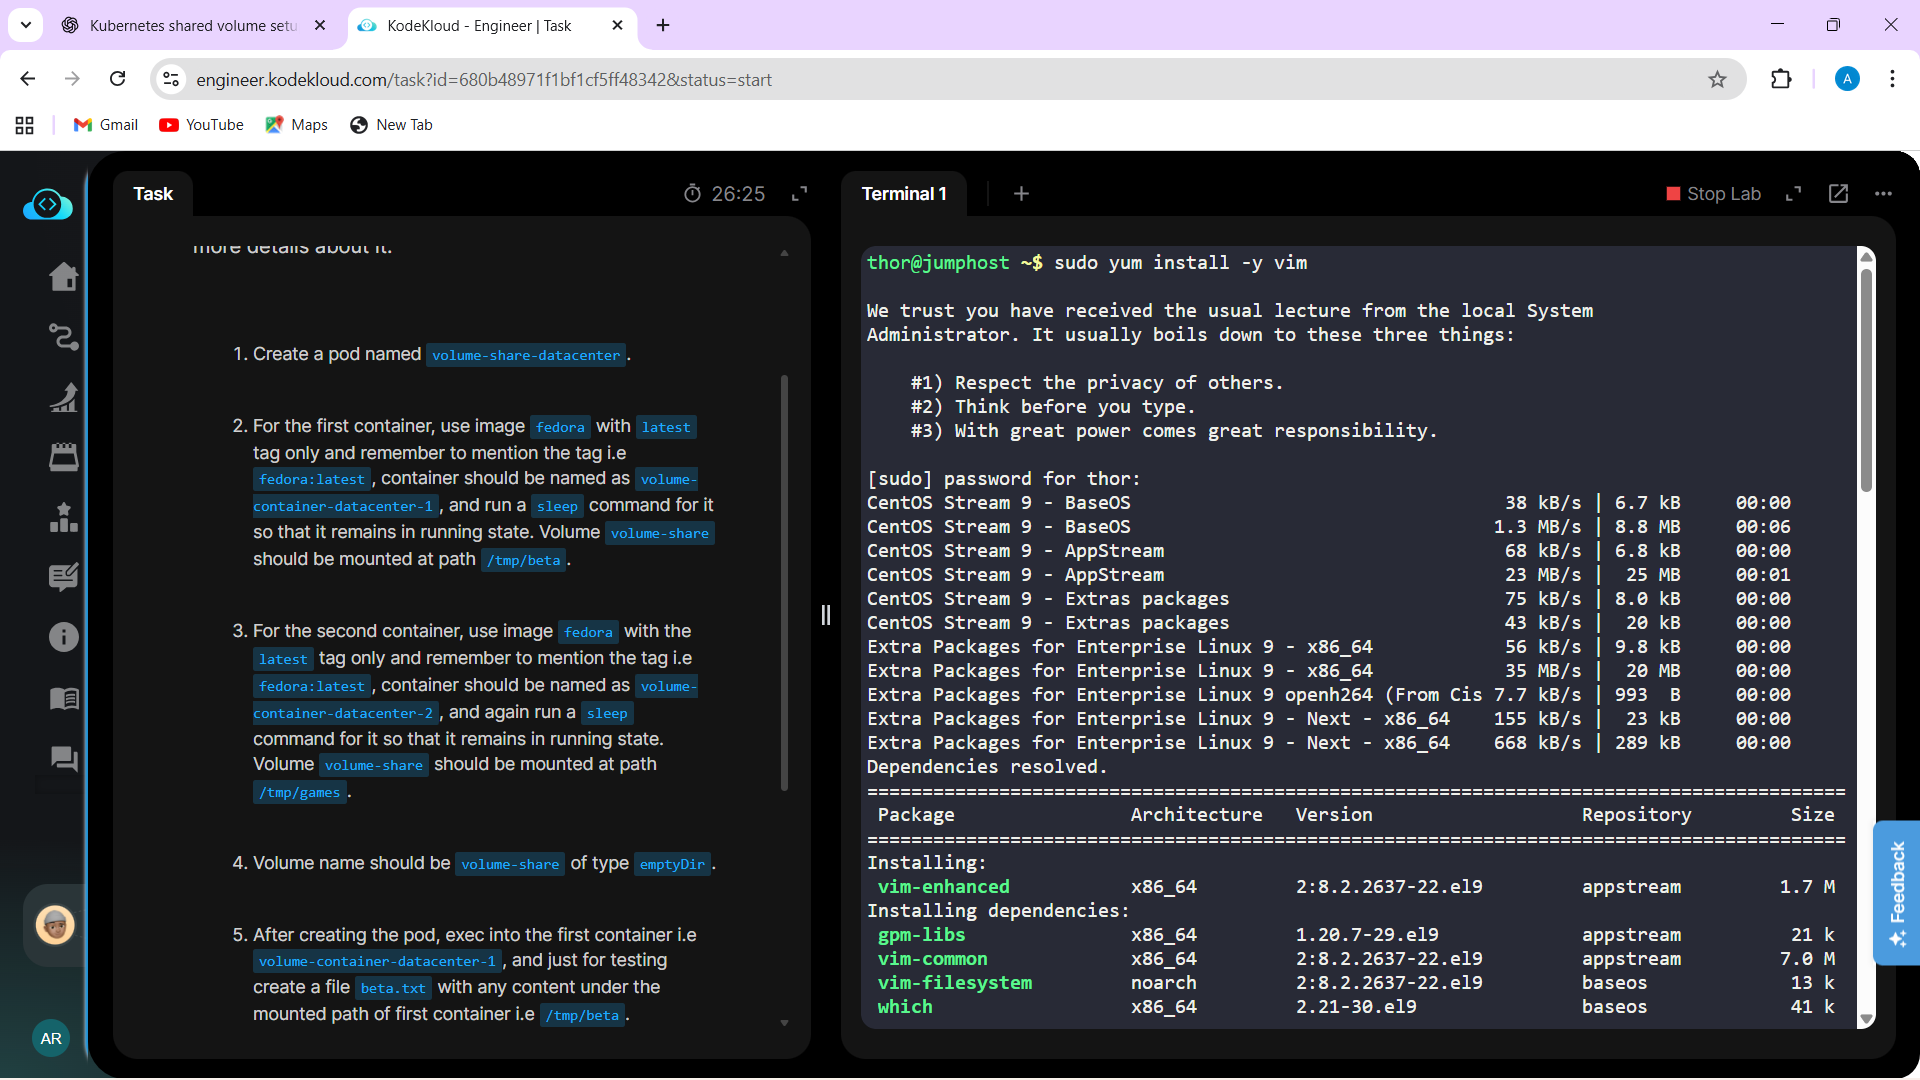 Kubernetes shared volume setu
KodeKloud - Engineer | Task
engineer.kodekloud.com/task?id=680b48971f1bf1cf5ff48342&status=start
A
Gmail
YouTube
Maps
New Tab
Task
26:25
more details about it.
1. Create a pod named volume-share-datacenter .
2. For the first container, use image fedora with latest
tag only and remember to mention the tag i.e
fedora:latest , container should be named as volume-
container-datacenter-1 , and run a sleep command for it
so that it remains in running state. Volume volume-share
should be mounted at path /tmp/beta .
3. For the second container, use image fedora with the
latest tag only and remember to mention the tag i.e
fedora:latest , container should be named as volume-
container-datacenter-2 , and again run a sleep
command for it so that it remains in running state.
Volume volume-share should be mounted at path
/tmp/games .
4. Volume name should be volume-share of type emptyDir .
5. After creating the pod, exec into the first container i.e
volume-container-datacenter-1 , and just for testing
create a file beta.txt with any content under the
mounted path of first container i.e /tmp/beta .
AR
Terminal 1
Stop Lab
thor@jumphost ~$ sudo yum install -y vim
We trust you have received the usual lecture from the local System
Administrator. It usually boils down to these three things:
#1) Respect the privacy of others.
#2) Think before you type.
#3) With great power comes great responsibility.
[sudo] password for thor:
CentOS Stream 9 - BaseOS 38 kB/s | 6.7 kB 00:00
CentOS Stream 9 - BaseOS 1.3 MB/s | 8.8 MB 00:06
CentOS Stream 9 - AppStream 68 kB/s | 6.8 kB 00:00
CentOS Stream 9 - AppStream 23 MB/s | 25 MB 00:01
CentOS Stream 9 - Extras packages 75 kB/s | 8.0 kB 00:00
CentOS Stream 9 - Extras packages 43 kB/s | 20 kB 00:00
Extra Packages for Enterprise Linux 9 - x86_64 56 kB/s | 9.8 kB 00:00
Extra Packages for Enterprise Linux 9 - x86_64 35 MB/s | 20 MB 00:00
Extra Packages for Enterprise Linux 9 openh264 (From Cis 7.7 kB/s | 993 B 00:00
Extra Packages for Enterprise Linux 9 - Next - x86_64 155 kB/s | 23 kB 00:00
Extra Packages for Enterprise Linux 9 - Next - x86_64 668 kB/s | 289 kB 00:00
Dependencies resolved.
=========================================================================================
Package Architecture Version Repository Size
=========================================================================================
Installing:
vim-enhanced x86_64 2:8.2.2637-22.el9 appstream 1.7 M
Installing dependencies:
gpm-libs x86_64 1.20.7-29.el9 appstream 21 k
vim-common x86_64 2:8.2.2637-22.el9 appstream 7.0 M
vim-filesystem noarch 2:8.2.2637-22.el9 baseos 13 k
which x86_64 2.21-30.el9 baseos 41 k
Feedback